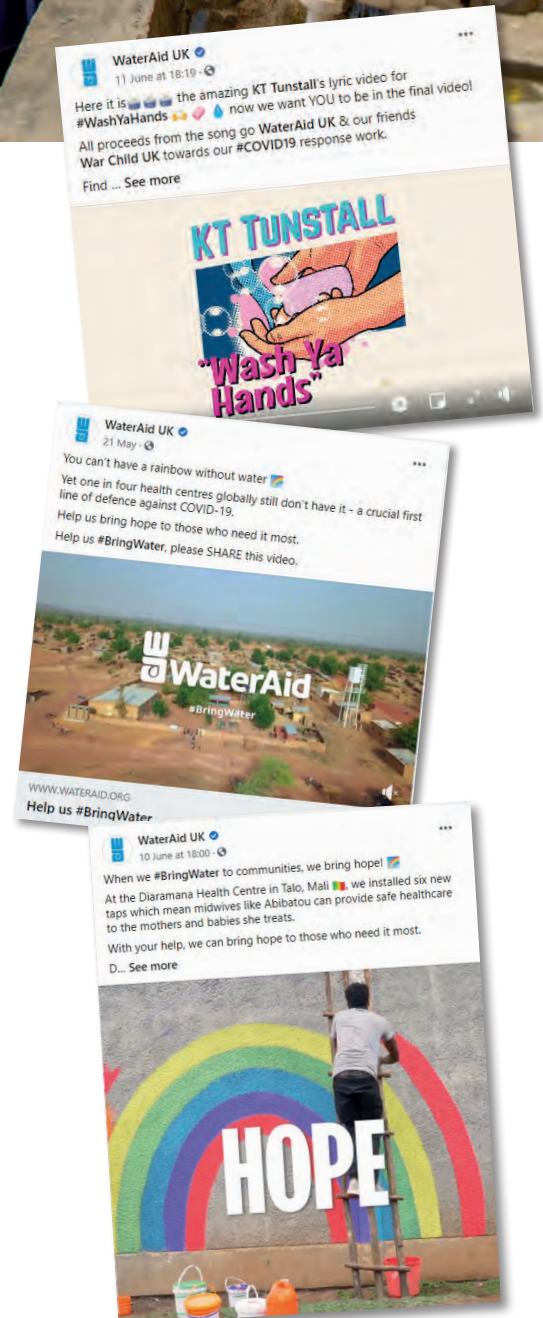 WaterAid UK
11 June at 18:19 ·
Here it is the amazing KT Tunstall's lyric video for
#WashYaHands now we want YOU to be in the final video!
All proceeds from the song go WaterAid UK & our friends
War Child UK towards our #COVID19 response work.
Find ... See more
KT TUNSTALL
"Wash Ya
Hands"
WaterAid UK
21 May ·
You can't have a rainbow without water
Yet one in four health centres globally still don't have it - a crucial first
line of defence against COVID-19.
Help us bring hope to those who need it most.
Help us #BringWater, please SHARE this video.
WaterAid
#BringWater
WWW.WATERAID.ORG
Help us #BringWater
WaterAid UK
10 June at 18:00 ·
When we #BringWater to communities, we bring hope!
At the Diaramana Health Centre in Talo, Mali , we installed six new
taps which mean midwives like Abibatou can provide safe healthcare
to the mothers and babies she treats.
With your help, we can bring hope to those who need it most.
D... See more
HOPE